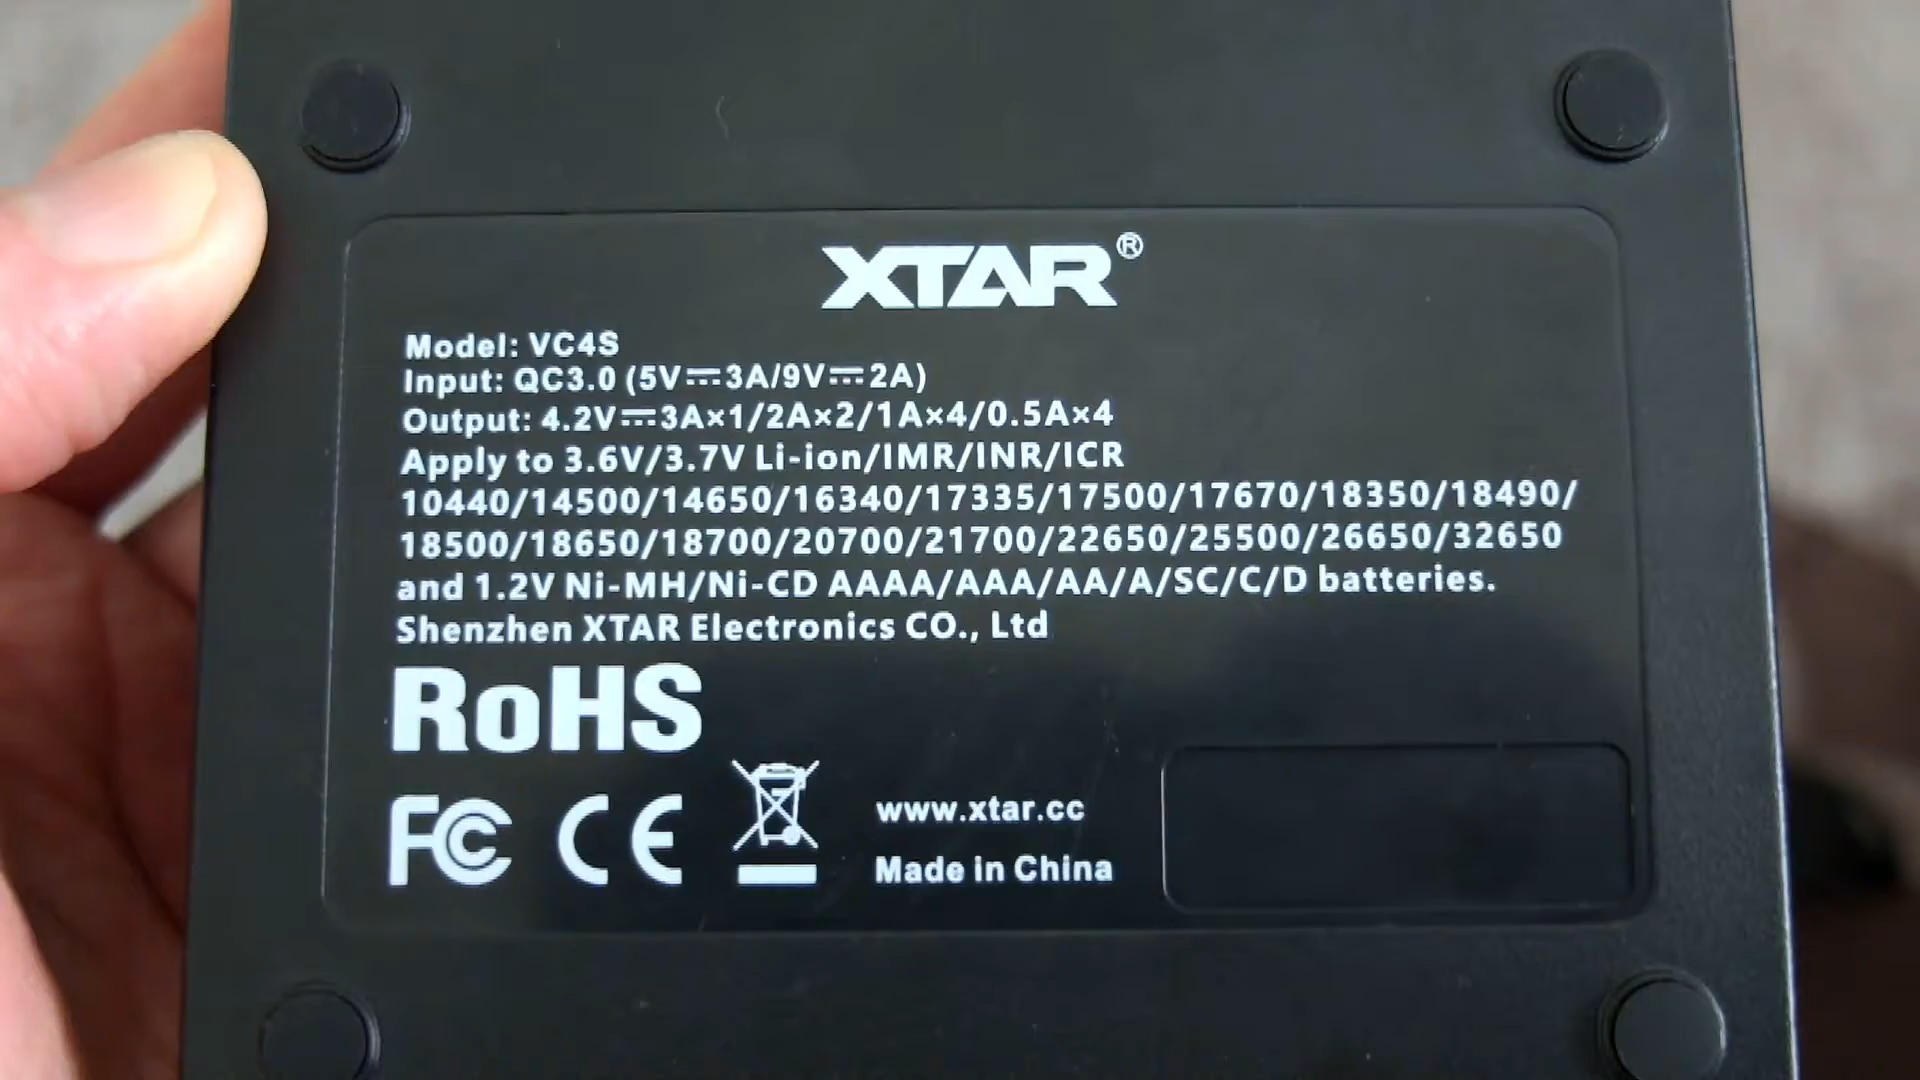 XTAR®
Model: VC4S
Input: QC3.0 (5V⎓3A/9V⎓2A)
Output: 4.2V⎓3A×1/2A×2/1A×4/0.5A×4
Apply to 3.6V/3.7V Li-ion/IMR/INR/ICR
10440/14500/14650/16340/17335/17500/17670/18350/18490/
18500/18650/18700/20700/21700/22650/25500/26650/32650
and 1.2V Ni-MH/Ni-CD AAAA/AAA/AA/A/SC/C/D batteries.
Shenzhen XTAR Electronics CO., Ltd
RoHS
FC CE
www.xtar.cc
Made in China